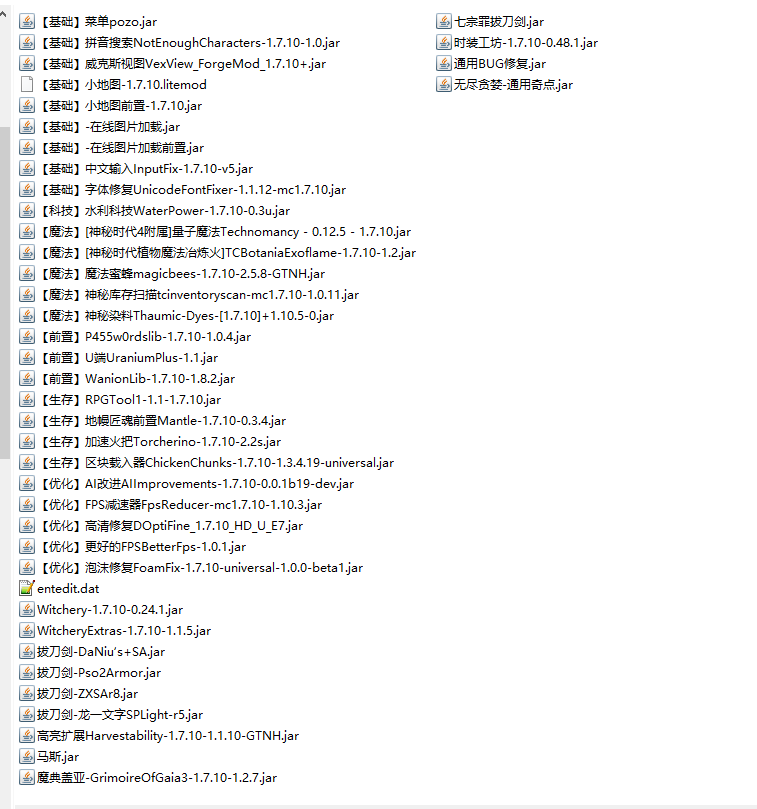 【基础】菜单pozo.jar
【基础】拼音搜索NotEnoughCharacters-1.7.10-1.0.jar
【基础】威克斯视图VexView_ForgeMod_1.7.10+.jar
【基础】小地图-1.7.10.litemod
【基础】小地图前置-1.7.10.jar
【基础】-在线图片加载.jar
【基础】-在线图片加载前置.jar
【基础】中文输入InputFix-1.7.10-v5.jar
【基础】字体修复UnicodeFontFixer-1.1.12-mc1.7.10.jar
【科技】水利科技WaterPower-1.7.10-0.3u.jar
【魔法】[神秘时代4附属]量子魔法Technomancy - 0.12.5 - 1.7.10.jar
【魔法】[神秘时代植物魔法冶炼火]TCBotaniaExoflame-1.7.10-1.2.jar
【魔法】魔法蜜蜂magicbees-1.7.10-2.5.8-GTNH.jar
【魔法】神秘库存扫描tcinventoryscan-mc1.7.10-1.0.11.jar
【魔法】神秘染料Thaumic-Dyes-[1.7.10]+1.10.5-0.jar
【前置】P455w0rdslib-1.7.10-1.0.4.jar
【前置】U端UraniumPlus-1.1.jar
【前置】WanionLib-1.7.10-1.8.2.jar
【生存】RPGTool1-1.1-1.7.10.jar
【生存】地幔匠魂前置Mantle-1.7.10-0.3.4.jar
【生存】加速火把Torcherino-1.7.10-2.2s.jar
【生存】区块载入器ChickenChunks-1.7.10-1.3.4.19-universal.jar
【优化】AI改进AIImprovements-1.7.10-0.0.1b19-dev.jar
【优化】FPS减速器FpsReducer-mc1.7.10-1.10.3.jar
【优化】高清修复DOptiFine_1.7.10_HD_U_E7.jar
【优化】更好的FPSBetterFps-1.0.1.jar
【优化】泡沫修复FoamFix-1.7.10-universal-1.0.0-beta1.jar
entedit.dat
Witchery-1.7.10-0.24.1.jar
WitcheryExtras-1.7.10-1.1.5.jar
拔刀剑-DaNiu's+SA.jar
拔刀剑-Pso2Armor.jar
拔刀剑-ZXSAr8.jar
拔刀剑-龙一文字SPLight-r5.jar
高亮扩展Harvestability-1.7.10-1.1.10-GTNH.jar
马斯.jar
魔典盖亚-GrimoireOfGaia3-1.7.10-1.2.7.jar
七宗罪拔刀剑.jar
时装工坊-1.7.10-0.48.1.jar
通用BUG修复.jar
无尽贪婪-通用奇点.jar